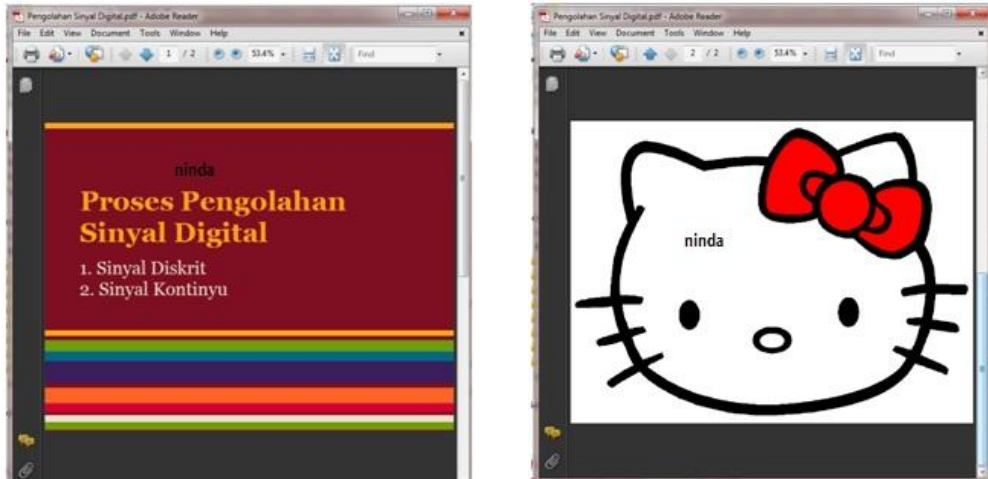 Pengolahan Sinyal Digital.pdf - Adobe Reader
File Edit View Document Tools Window Help
1 / 2 53.4% Find
ninda
Proses Pengolahan
Sinyal Digital
1. Sinyal Diskrit
2. Sinyal Kontinyu
Pengolahan Sinyal Digital.pdf - Adobe Reader
File Edit View Document Tools Window Help
2 / 2 53.4% Find
ninda